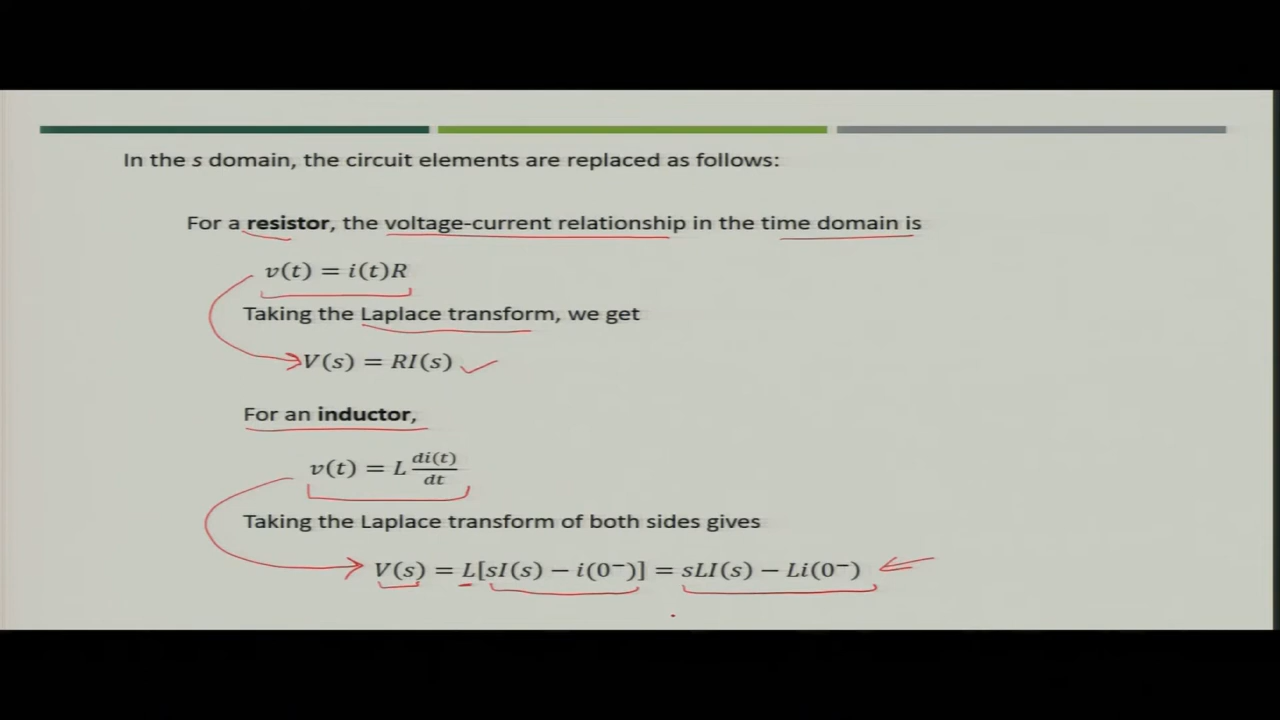 In the s domain, the circuit elements are replaced as follows:
For a resistor, the voltage-current relationship in the time domain is
v(t) = i(t)R
Taking the Laplace transform, we get
V(s) = RI(s)
For an inductor,
v(t) = L di(t)/dt
Taking the Laplace transform of both sides gives
V(s) = L[sI(s) − i(0⁻)] = sLI(s) − Li(0⁻)